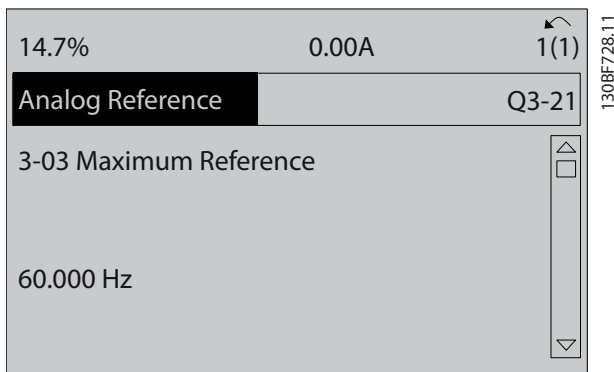 14.7% 0.00A 1(1)
Analog Reference Q3-21
3-03 Maximum Reference
60.000 Hz
130BF728.11